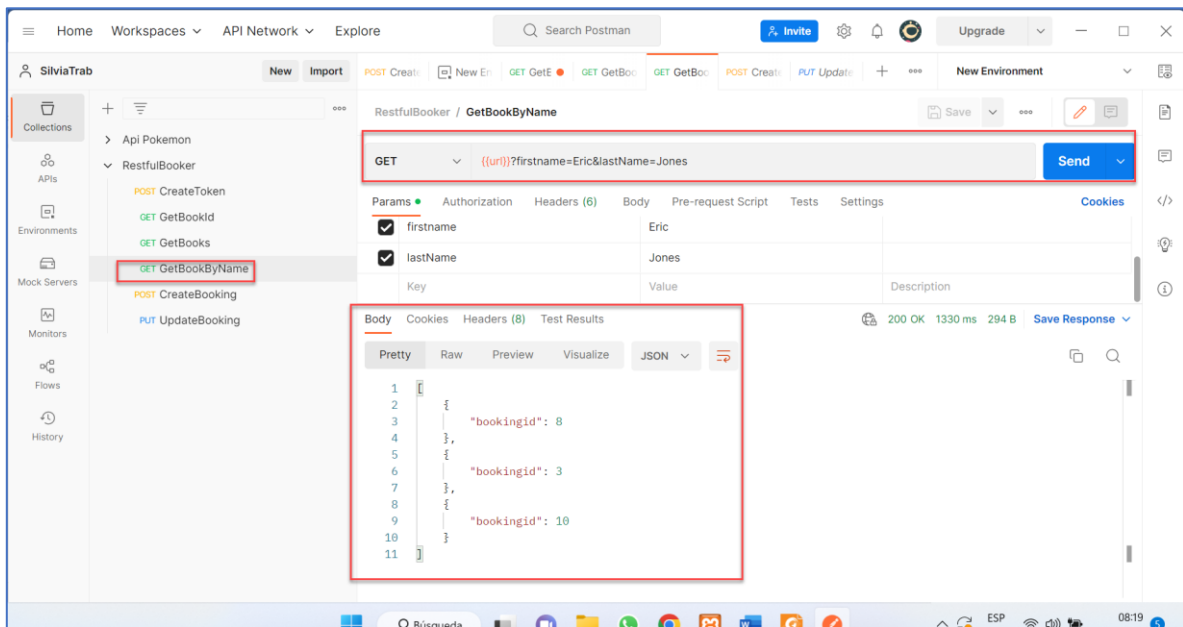 Home Workspaces API Network Explore Search Postman Invite Upgrade
SilviaTrab New Import POST Create New En GET GetE GET GetBoo GET GetBoo POST Create PUT Update New Environment
Collections
APIs
Environments
Mock Servers
Monitors
Flows
History
Api Pokemon
RestfulBooker
POST CreateToken
GET GetBookId
GET GetBooks
GET GetBookByName
POST CreateBooking
PUT UpdateBooking
RestfulBooker / GetBookByName Save
GET {{url}}?firstname=Eric&lastName=Jones Send
Params Authorization Headers (6) Body Pre-request Script Tests Settings Cookies
firstname Eric
lastName Jones
Key Value Description
Body Cookies Headers (8) Test Results 200 OK 1330 ms 294 B Save Response
Pretty Raw Preview Visualize JSON
1 [
2 {
3 "bookingid": 8
4 },
5 {
6 "bookingid": 3
7 },
8 {
9 "bookingid": 10
10 }
11 ]
Búsqueda ESP 08:19 5